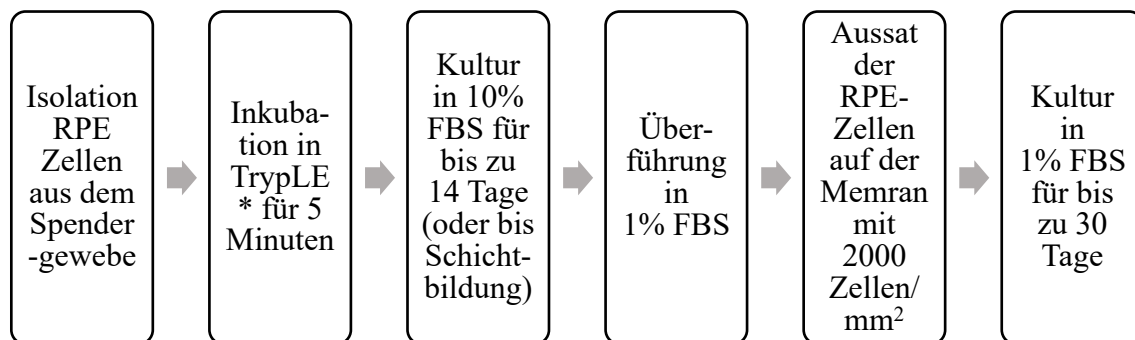 Isolation
RPE
Zellen
aus dem
Spender
-gewebe
Inkuba-
tion in
TrypLE
* für 5
Minuten
Kultur
in 10%
FBS für
bis zu
14 Tage
(oder bis
Schicht-
bildung)
Über-
führung
in
1% FBS
Aussat
der
RPE-
Zellen
auf der
Memran
mit
2000
Zellen/
mm²
Kultur
in
1% FBS
für bis
zu 30
Tage